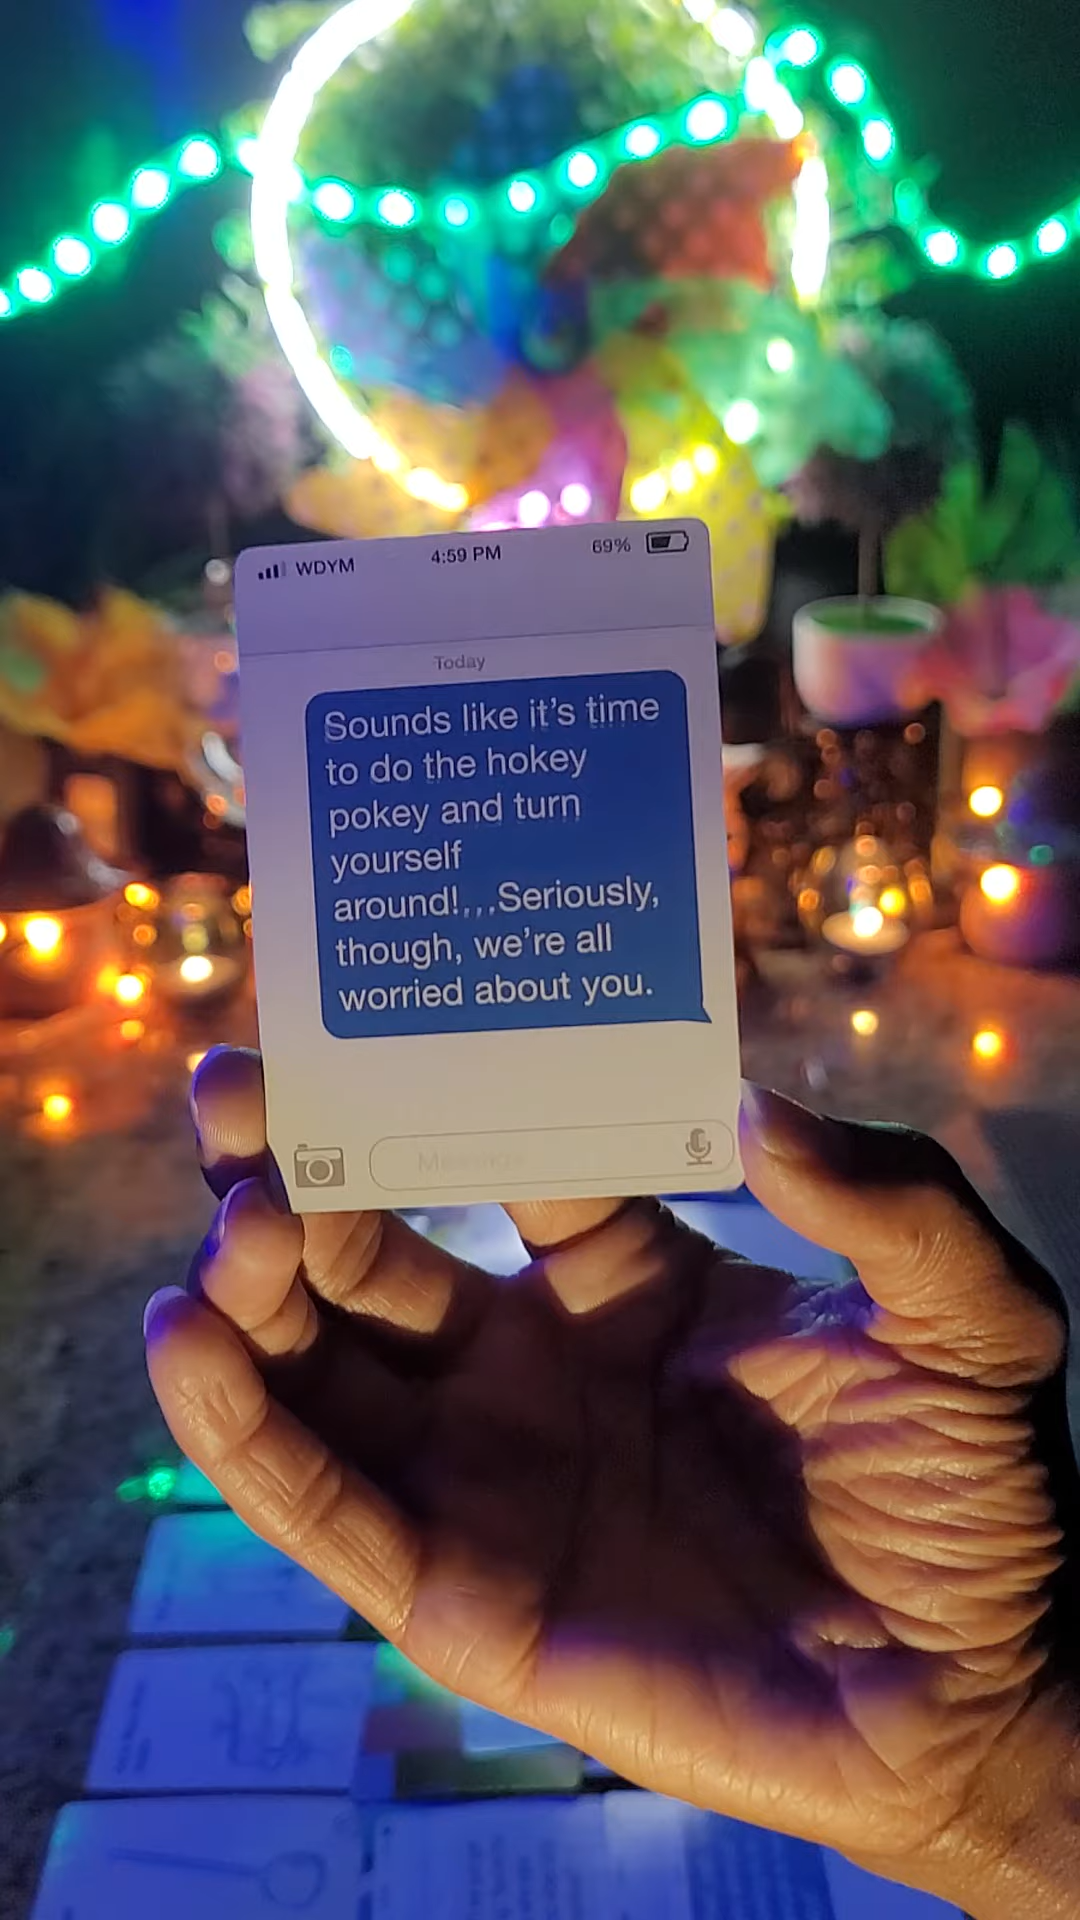 WDYM 4:59 PM 69%
Today
Sounds like it's time
to do the hokey
pokey and turn
yourself
around!...Seriously,
though, we're all
worried about you.
Message